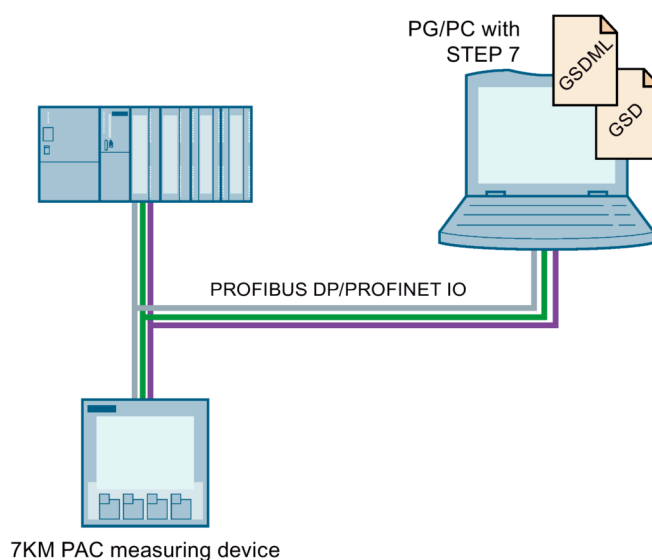 PG/PC with
STEP 7
GSDML
GSD
PROFIBUS DP/PROFINET IO
7KM PAC measuring device